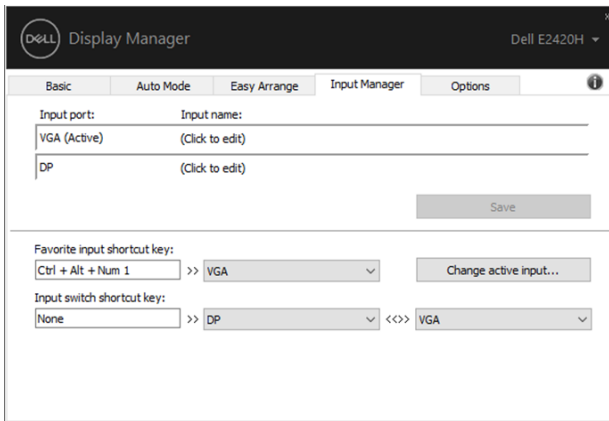 DELL Display Manager Dell E2420H
Basic Auto Mode Easy Arrange Input Manager Options
Input port: Input name:
VGA (Active) (Click to edit)
DP (Click to edit)
Save
Favorite input shortcut key:
Ctrl + Alt + Num 1 >> VGA Change active input...
Input switch shortcut key:
None >> DP <<>> VGA